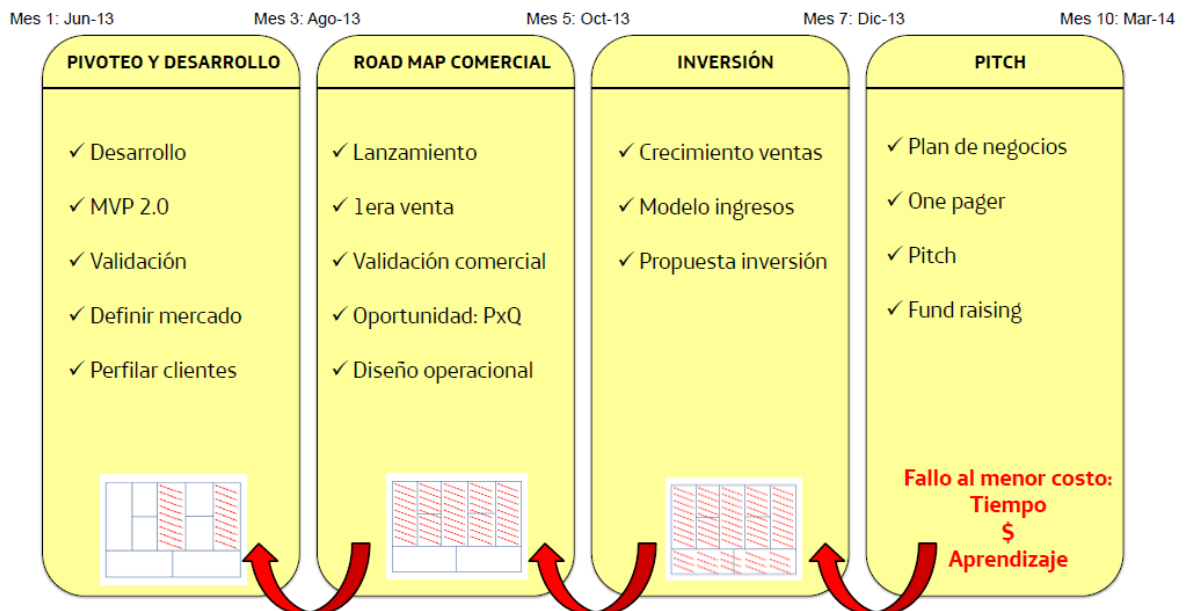 Mes 1: Jun-13
Mes 3: Ago-13
Mes 5: Oct-13
Mes 7: Dic-13
Mes 10: Mar-14
PIVOTEO Y DESARROLLO
✓ Desarrollo
✓ MVP 2.0
✓ Validación
✓ Definir mercado
✓ Perfilar clientes
ROAD MAP COMERCIAL
✓ Lanzamiento
✓ 1era venta
✓ Validación comercial
✓ Oportunidad: PxQ
✓ Diseño operacional
INVERSIÓN
✓ Crecimiento ventas
✓ Modelo ingresos
✓ Propuesta inversión
PITCH
✓ Plan de negocios
✓ One pager
✓ Pitch
✓ Fund raising
Fallo al menor costo:
Tiempo
$
Aprendizaje